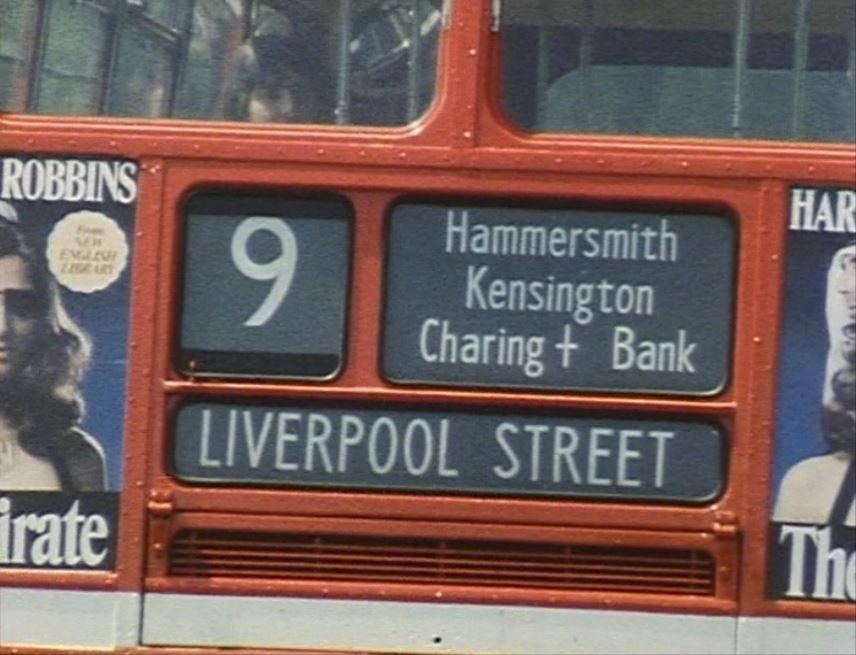 ROBBINS
From
NEW
ENGLISH
LIBRARY
irate
9
Hammersmith
Kensington
Charing + Bank
LIVERPOOL STREET
HAR
The